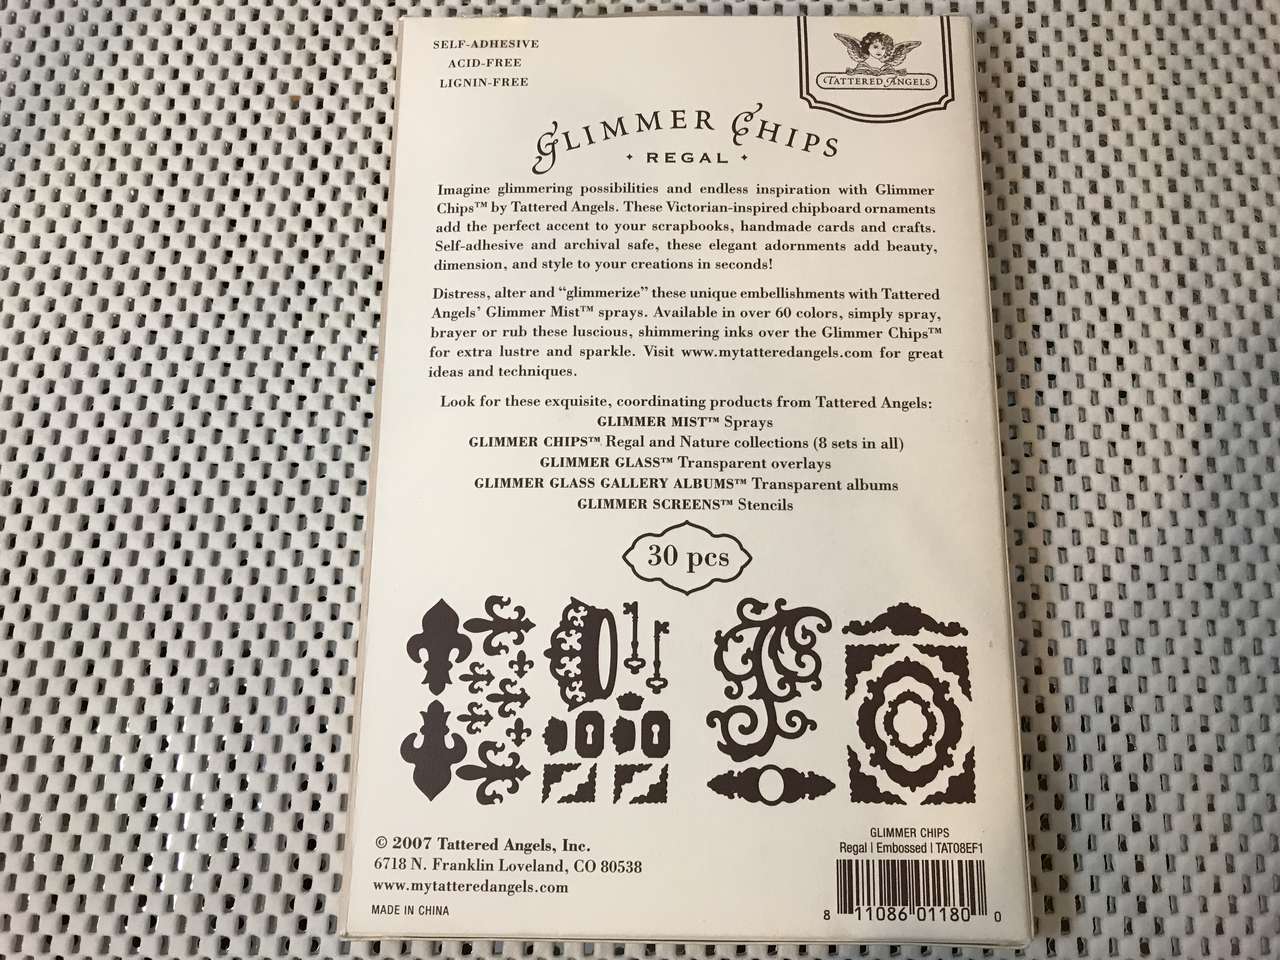 SELF-ADHESIVE
ACID-FREE
LIGNIN-FREE
TATTERED ANGELS
GLIMMER CHIPS
REGAL
Imagine glimmering possibilities and endless inspiration with Glimmer
Chips™ by Tattered Angels. These Victorian-inspired chipboard ornaments
add the perfect accent to your scrapbooks, handmade cards and crafts.
Self-adhesive and archival safe, these elegant adornments add beauty,
dimension, and style to your creations in seconds!
Distress, alter and “glimmerize” these unique embellishments with Tattered
Angels’ Glimmer Mist™ sprays. Available in over 60 colors, simply spray,
brayer or rub these luscious, shimmering inks over the Glimmer Chips™
for extra lustre and sparkle. Visit www.mytatteredangels.com for great
ideas and techniques.
Look for these exquisite, coordinating products from Tattered Angels:
GLIMMER MIST™ Sprays
GLIMMER CHIPS™ Regal and Nature collections (8 sets in all)
GLIMMER GLASS™ Transparent overlays
GLIMMER GLASS GALLERY ALBUMS™ Transparent albums
GLIMMER SCREENS™ Stencils
30 pcs
© 2007 Tattered Angels, Inc.
6718 N. Franklin Loveland, CO 80538
www.mytatteredangels.com
MADE IN CHINA
GLIMMER CHIPS
Regal | Embossed | TAT08EF1
8 11086 01180 0